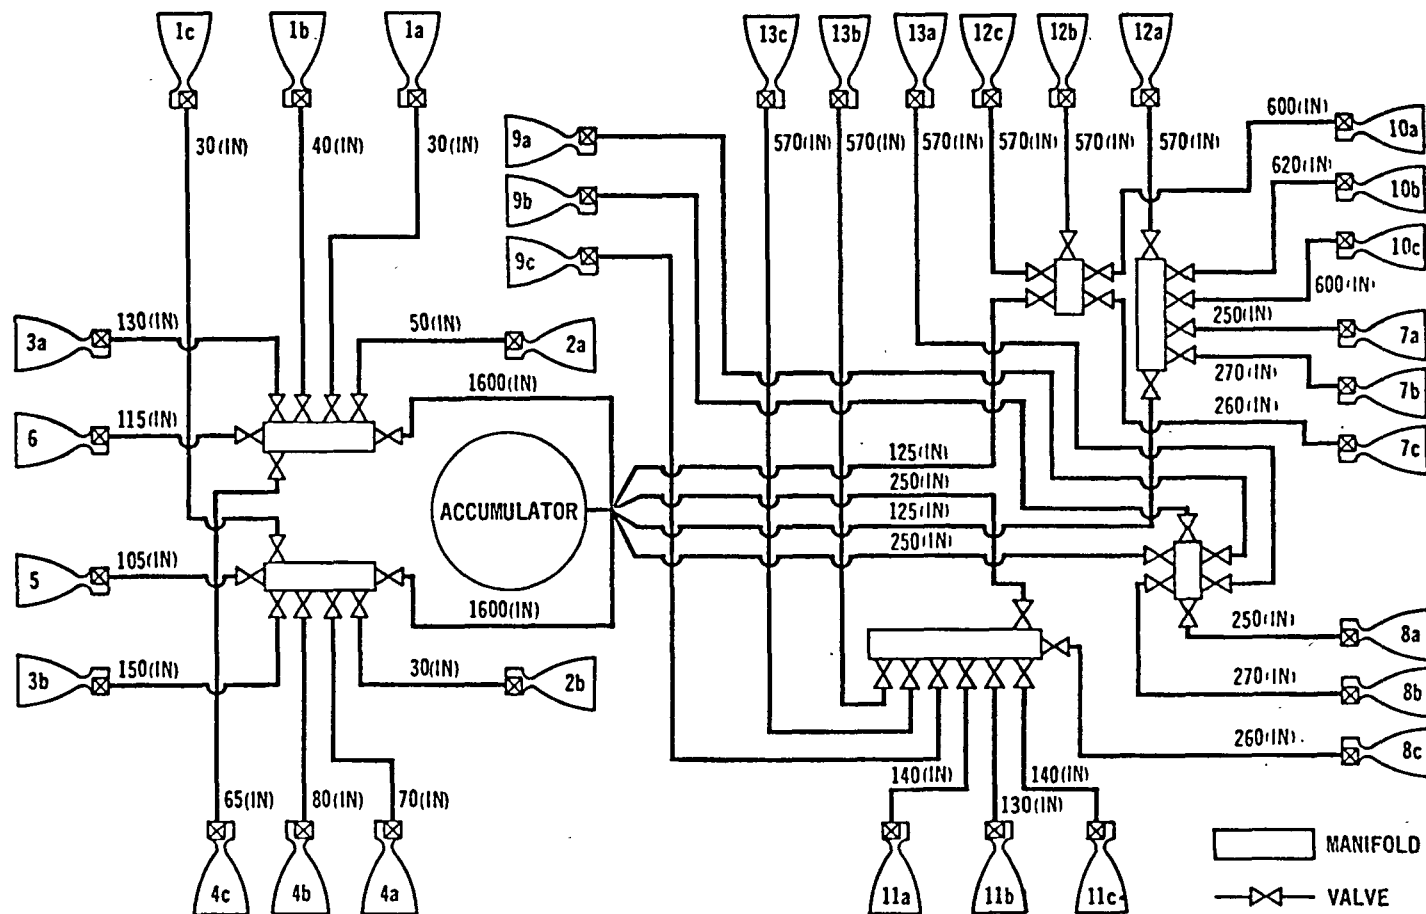 1c 1b 1a 13c 13b 13a 12c 12b 12a
600(IN) 10a
9a
30(IN) 40(IN) 30(IN) 570(IN) 570(IN) 570(IN) 570(IN) 570(IN) 570(IN)
620(IN) 10b
9b
10c
9c
600(IN)
130(IN) 50(IN) 250(IN)
3a 2a 7a
1600(IN) 270(IN) 7b
115(IN) 260(IN)
6 7c
125(IN)
250(IN)
ACCUMULATOR 125(IN)
250(IN)
105(IN)
5
1600(IN)
250(IN) 8a
150(IN) 30(IN)
3b 2b 270(IN) 8b
260(IN) 8c
140(IN) 140(IN)
65(IN) 80(IN) 70(IN) 130(IN)
MANIFOLD
4c 4b 4a 11a 11b 11c VALVE